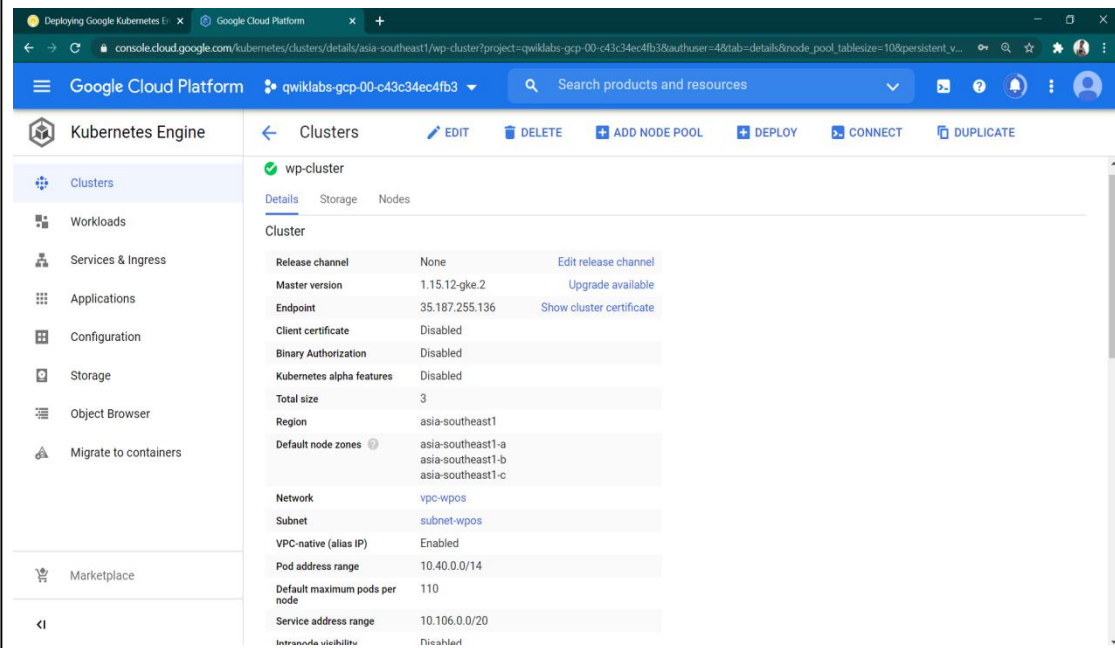 Deploying Google Kubernetes En
Google Cloud Platform
console.cloud.google.com/kubernetes/clusters/details/asia-southeast1/wp-cluster?project=qwiklabs-gcp-00-c43c34ec4fb3&authuser=4&tab=details&node_pool_tablesize=10&persistent_v...
Google Cloud Platform
qwiklabs-gcp-00-c43c34ec4fb3
Search products and resources
Kubernetes Engine
Clusters
Workloads
Services & Ingress
Applications
Configuration
Storage
Object Browser
Migrate to containers
Marketplace
Clusters EDIT DELETE ADD NODE POOL DEPLOY CONNECT DUPLICATE
wp-cluster
Details Storage Nodes
Cluster
Release channel None Edit release channel
Master version 1.15.12-gke.2 Upgrade available
Endpoint 35.187.255.136 Show cluster certificate
Client certificate Disabled
Binary Authorization Disabled
Kubernetes alpha features Disabled
Total size 3
Region asia-southeast1
Default node zones asia-southeast1-a
asia-southeast1-b
asia-southeast1-c
Network vpc-wpos
Subnet subnet-wpos
VPC-native (alias IP) Enabled
Pod address range 10.40.0.0/14
Default maximum pods per 110
node
Service address range 10.106.0.0/20
Intranode visibility Disabled